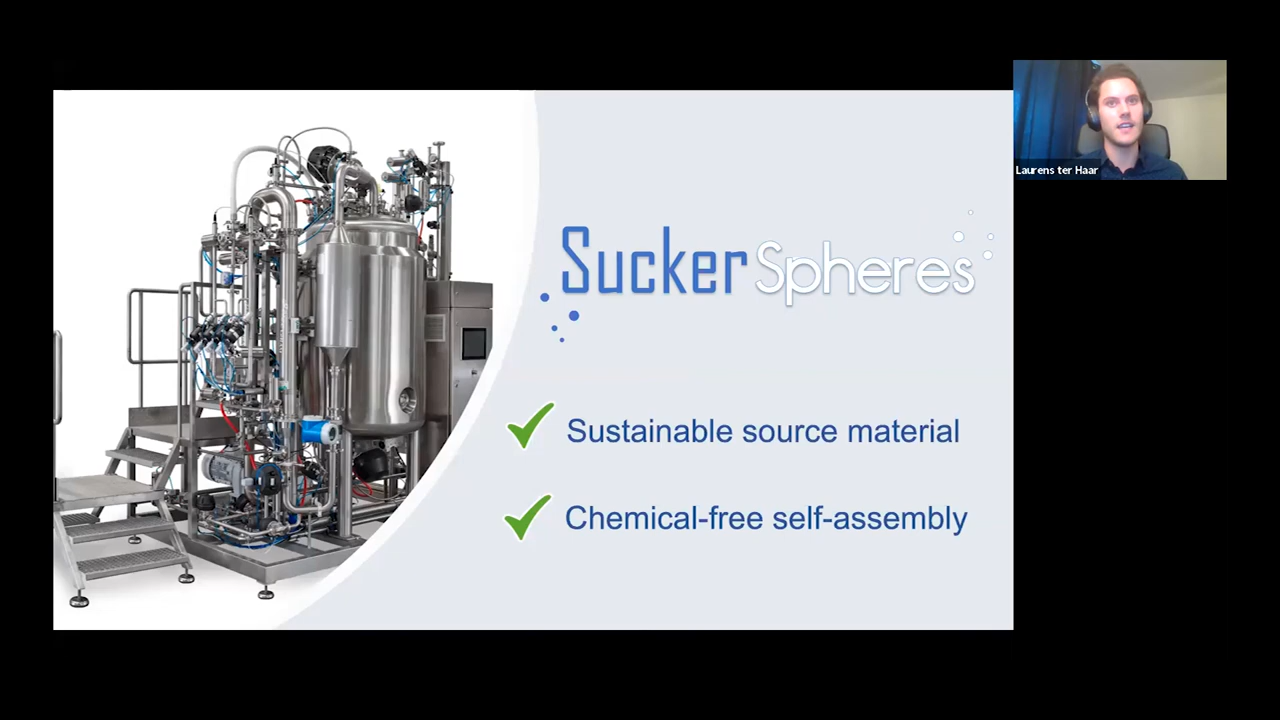 Laurens ter Haar
SuckerSpheres
Sustainable source material
Chemical-free self-assembly